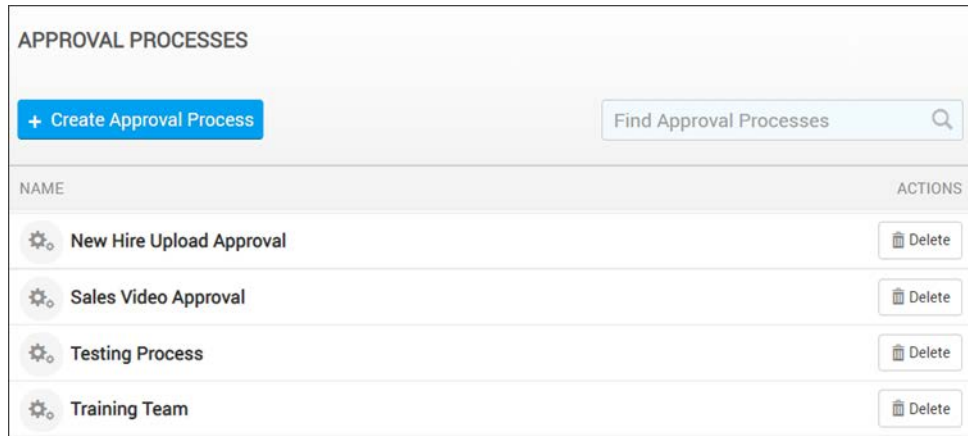 APPROVAL PROCESSES
+ Create Approval Process
Find Approval Processes
NAME ACTIONS
New Hire Upload Approval Delete
Sales Video Approval Delete
Testing Process Delete
Training Team Delete